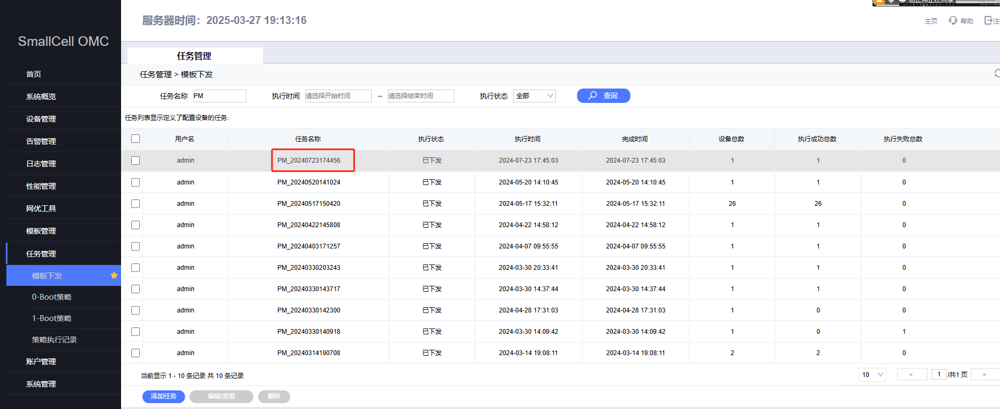 服务器时间：2025-03-27 19:13:16
主页 帮助
SmallCell OMC
首页
系统概览
设备管理
告警管理
日志管理
性能管理
网优工具
模板管理
任务管理
模板下发
0-Boot策略
1-Boot策略
策略执行记录
账户管理
系统管理
任务管理
任务管理 > 模板下发
任务名称 PM 执行时间 请选择开始时间 -- 请选择结束时间 执行状态 全部 查询
任务列表显示定义了配置设备的任务.
用户名 任务名称 执行状态 执行时间 完成时间 设备总数 执行成功总数 执行失败总数
admin PM_20240723174456 已下发 2024-07-23 17:45:03 2024-07-23 17:45:03 1 1 0
admin PM_20240520141024 已下发 2024-05-20 14:10:45 2024-05-20 14:10:45 1 1 0
admin PM_20240517150420 已下发 2024-05-17 15:32:11 2024-05-17 15:32:11 26 26 0
admin PM_20240422145808 已下发 2024-04-22 14:58:12 2024-04-22 14:58:12 1 1 0
admin PM_20240403171257 已下发 2024-04-07 09:55:55 2024-04-07 09:55:55 1 1 0
admin PM_20240330203243 已下发 2024-03-30 20:33:41 2024-03-30 20:33:41 1 1 0
admin PM_20240330143717 已下发 2024-03-30 14:37:44 2024-03-30 14:37:44 1 1 0
admin PM_20240330142300 已下发 2024-04-28 17:31:03 2024-04-28 17:31:03 1 0 0
admin PM_20240330140918 已下发 2024-03-30 14:09:42 2024-03-30 14:09:42 1 0 1
admin PM_20240314190708 已下发 2024-03-14 19:08:11 2024-03-14 19:08:11 2 2 0
当前显示 1 - 10 条记录 共 10 条记录 10 < 1 /共1 页 >
添加任务 编辑/查看 删除